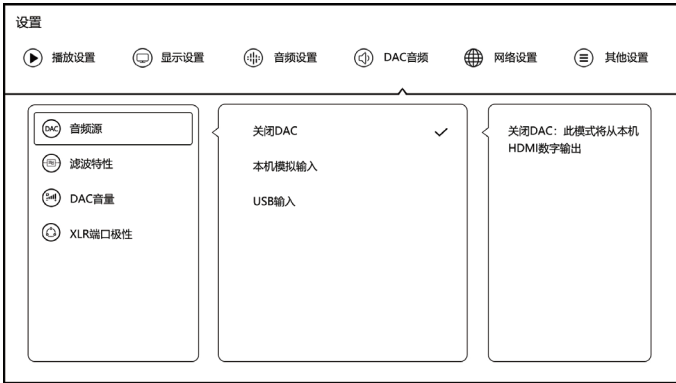 设置
播放设置
显示设置
音频设置
DAC音频
网络设置
其他设置
DAC
音频源
滤波特性
DAC音量
XLR端口极性
关闭DAC
本机模拟输入
USB输入
关闭DAC：此模式将从本机
HDMI数字输出